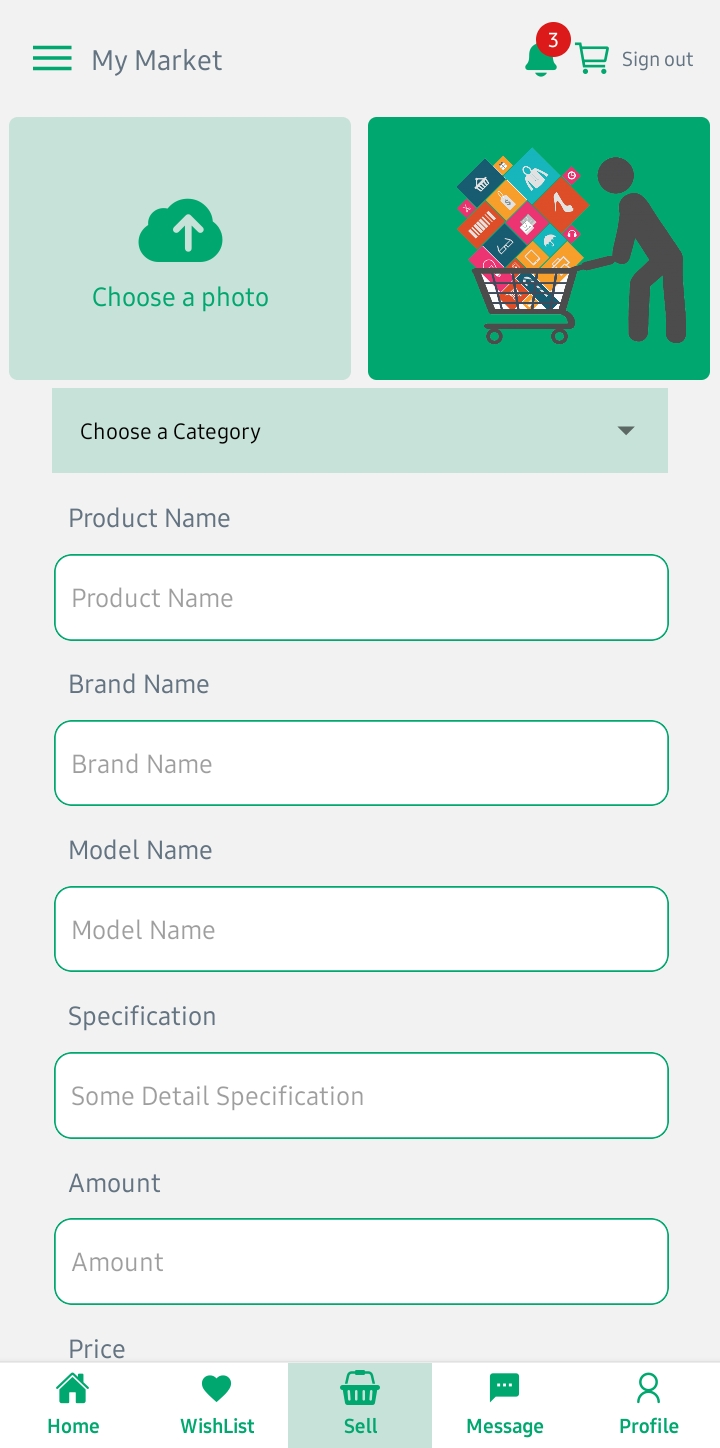 My Market
3
Sign out
Choose a photo
Choose a Category
Product Name
Product Name
Brand Name
Brand Name
Model Name
Model Name
Specification
Some Detail Specification
Amount
Amount
Price
Home
WishList
Sell
Message
Profile